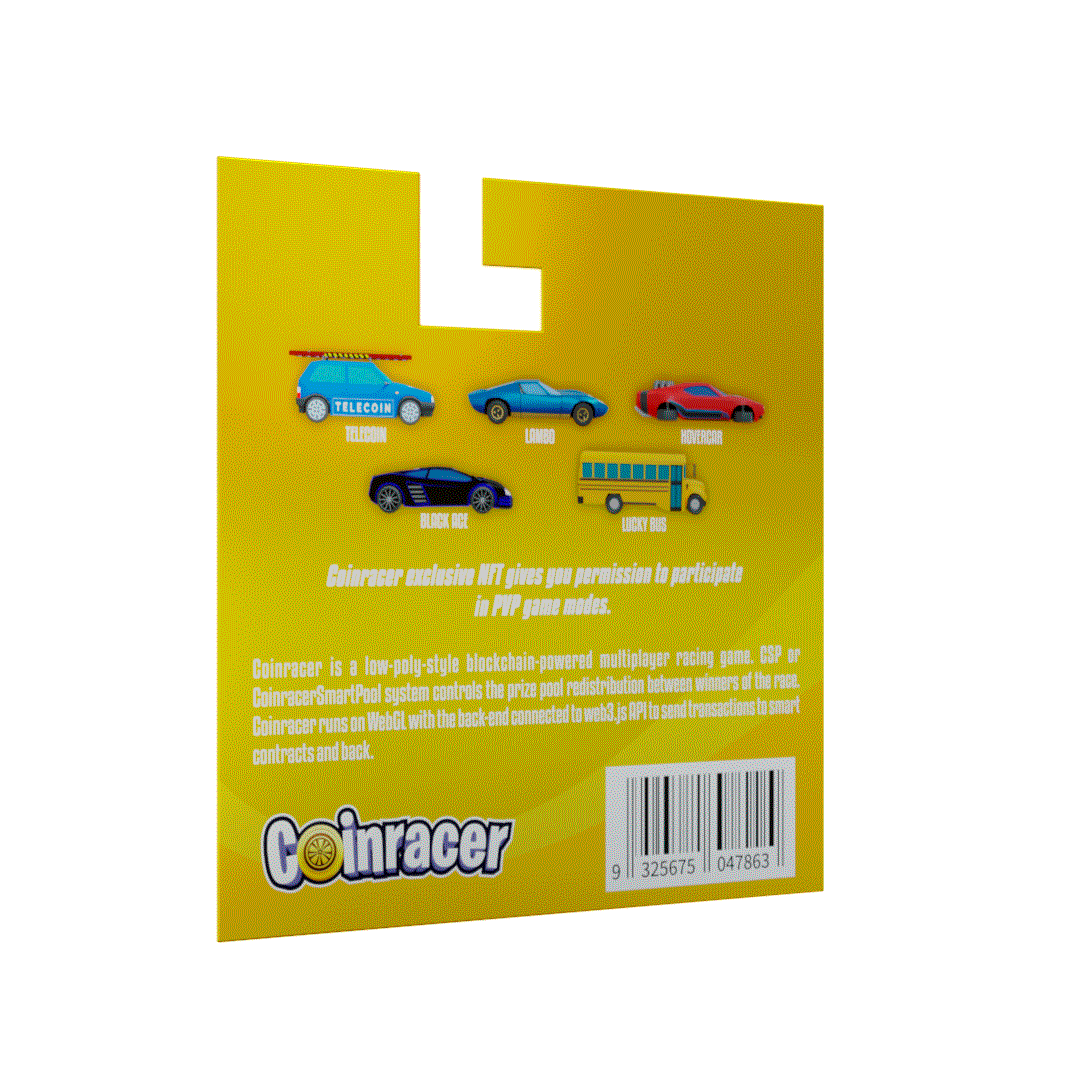 TELECOIN
TELECOIN
LAMBO
HOVERCAR
BLACK ACE
LUCKY BUS
Coinracer exclusive NFT gives you permission to participate
in PVP game modes.
Coinracer is a low-poly-style blockchain-powered multiplayer racing game. CSP or
CoinracerSmartPool system controls the prize pool redistribution between winners of the race.
Coinracer runs on WebGL with the back-end connected to web3.js API to send transactions to smart
contracts and back.
Coinracer
9 325675 047863